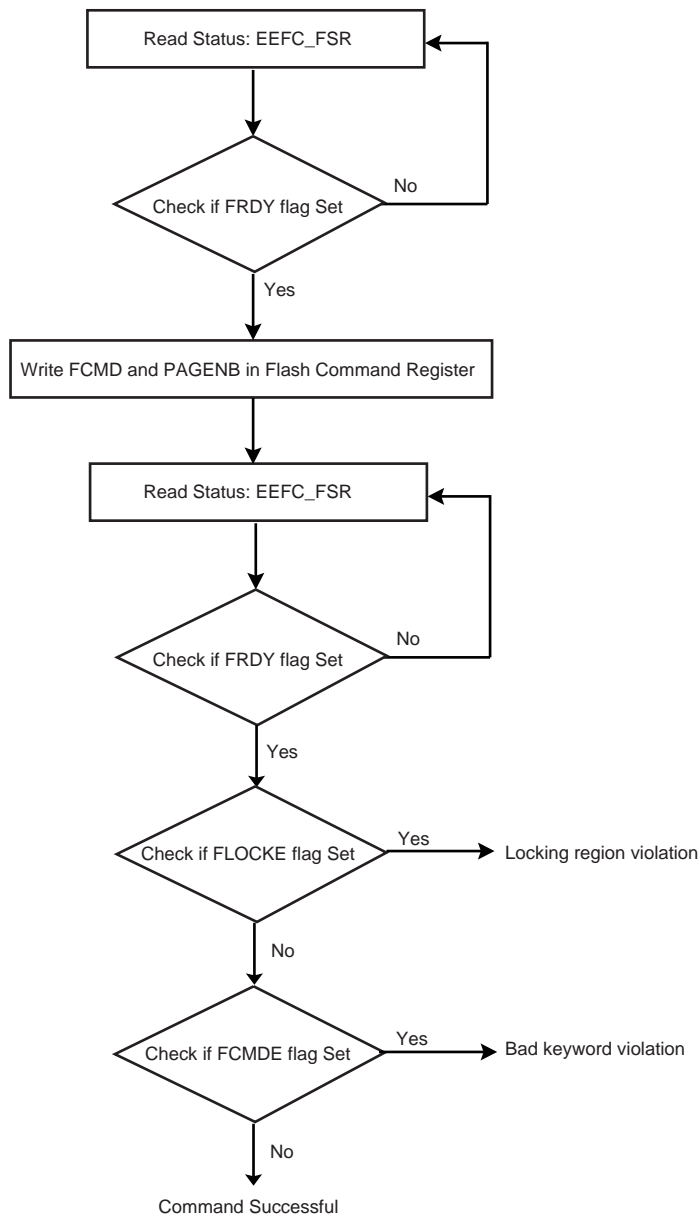 Read Status: EEFC_FSR
No
Check if FRDY flag Set
Yes
Write FCMD and PAGENB in Flash Command Register
Read Status: EEFC_FSR
No
Check if FRDY flag Set
Yes
Yes
Check if FLOCKE flag Set
Locking region violation
No
Yes
Check if FCMDE flag Set
Bad keyword violation
No
Command Successful